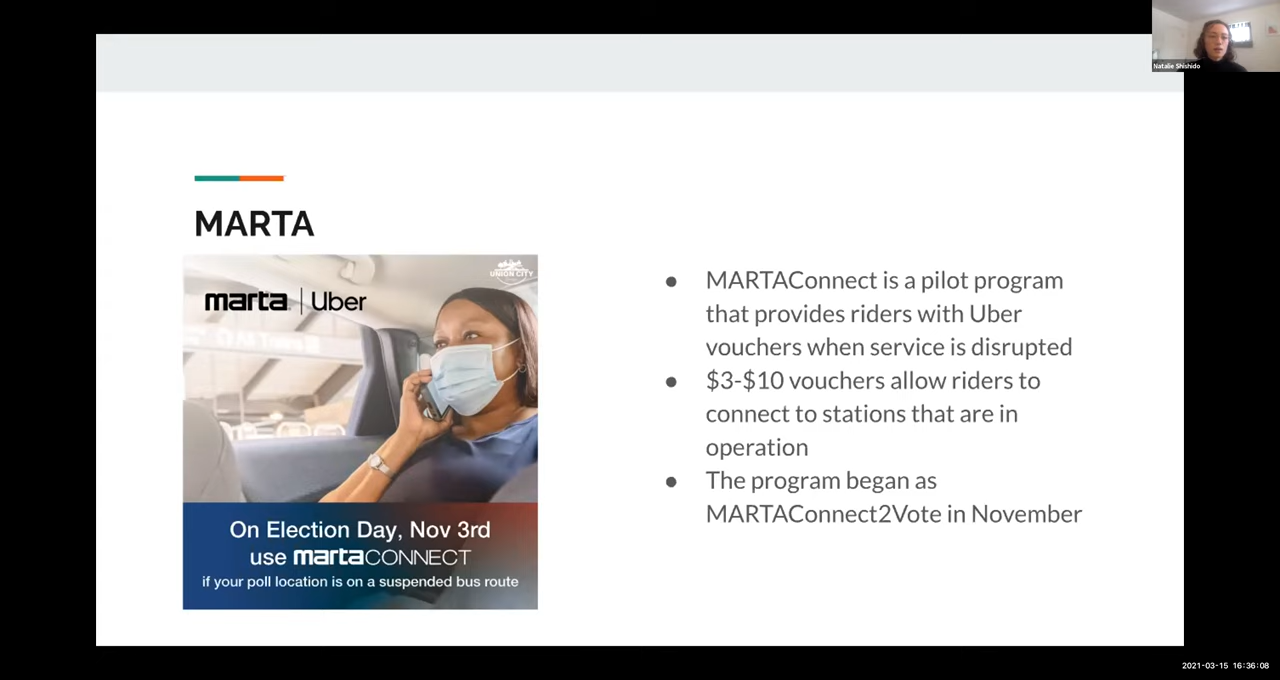 Natalie Shishido
MARTA
UNION CITY
marta | Uber
On Election Day, Nov 3rd
use martaCONNECT
if your poll location is on a suspended bus route
● MARTAConnect is a pilot program
that provides riders with Uber
vouchers when service is disrupted
● $3-$10 vouchers allow riders to
connect to stations that are in
operation
● The program began as
MARTAConnect2Vote in November
2021-03-15 16:36:08